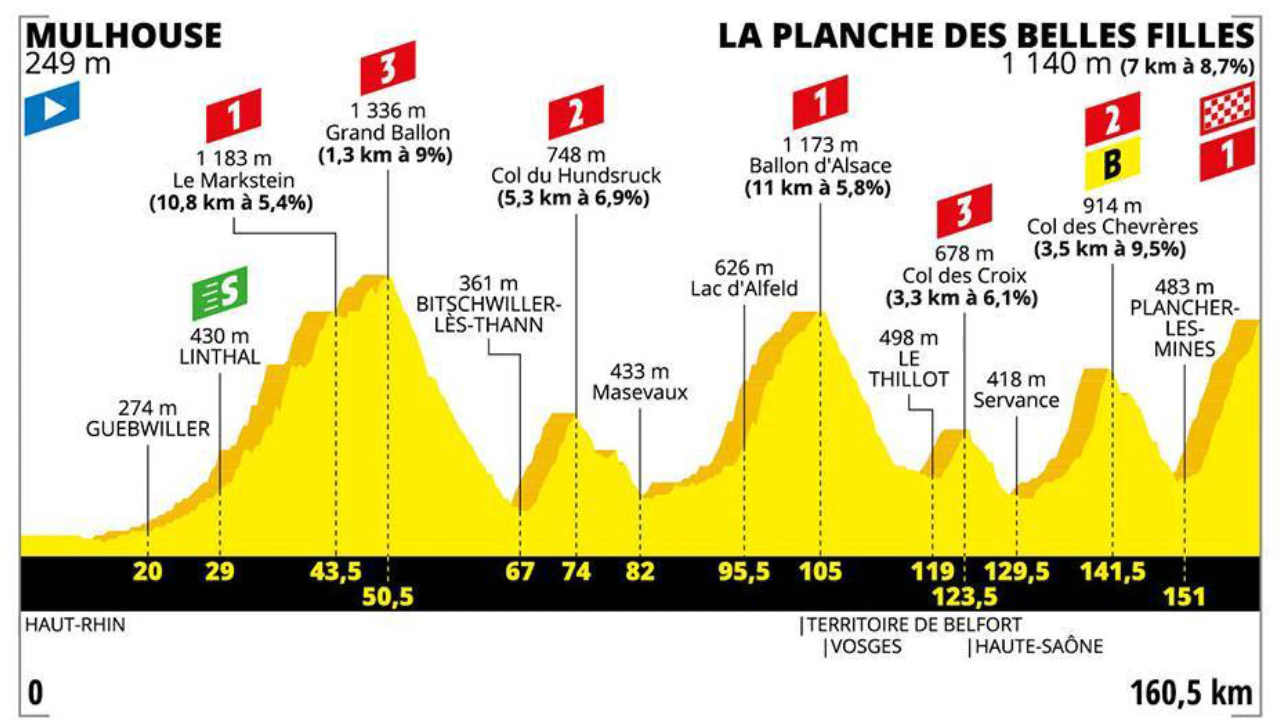 MULHOUSE
249 m
LA PLANCHE DES BELLES FILLES
1 140 m (7 km à 8,7%)
1
1 183 m
Le Markstein
(10,8 km à 5,4%)
3
1 336 m
Grand Ballon
(1,3 km à 9%)
2
748 m
Col du Hundsruck
(5,3 km à 6,9%)
1
1 173 m
Ballon d'Alsace
(11 km à 5,8%)
3
678 m
Col des Croix
(3,3 km à 6,1%)
2
B
914 m
Col des Chevrères
(3,5 km à 9,5%)
1
S
430 m
LINTHAL
274 m
GUEBWILLER
361 m
BITSCHWILLER-
LÈS-THANN
433 m
Masevaux
626 m
Lac d'Alfeld
498 m
LE
THILLOT
418 m
Servance
483 m
PLANCHER-
LES-
MINES
20 29 43,5 67 74 82 95,5 105 119 129,5 141,5
50,5 123,5 151
HAUT-RHIN |TERRITOIRE DE BELFORT
|VOSGES |HAUTE-SAÔNE
0 160,5 km